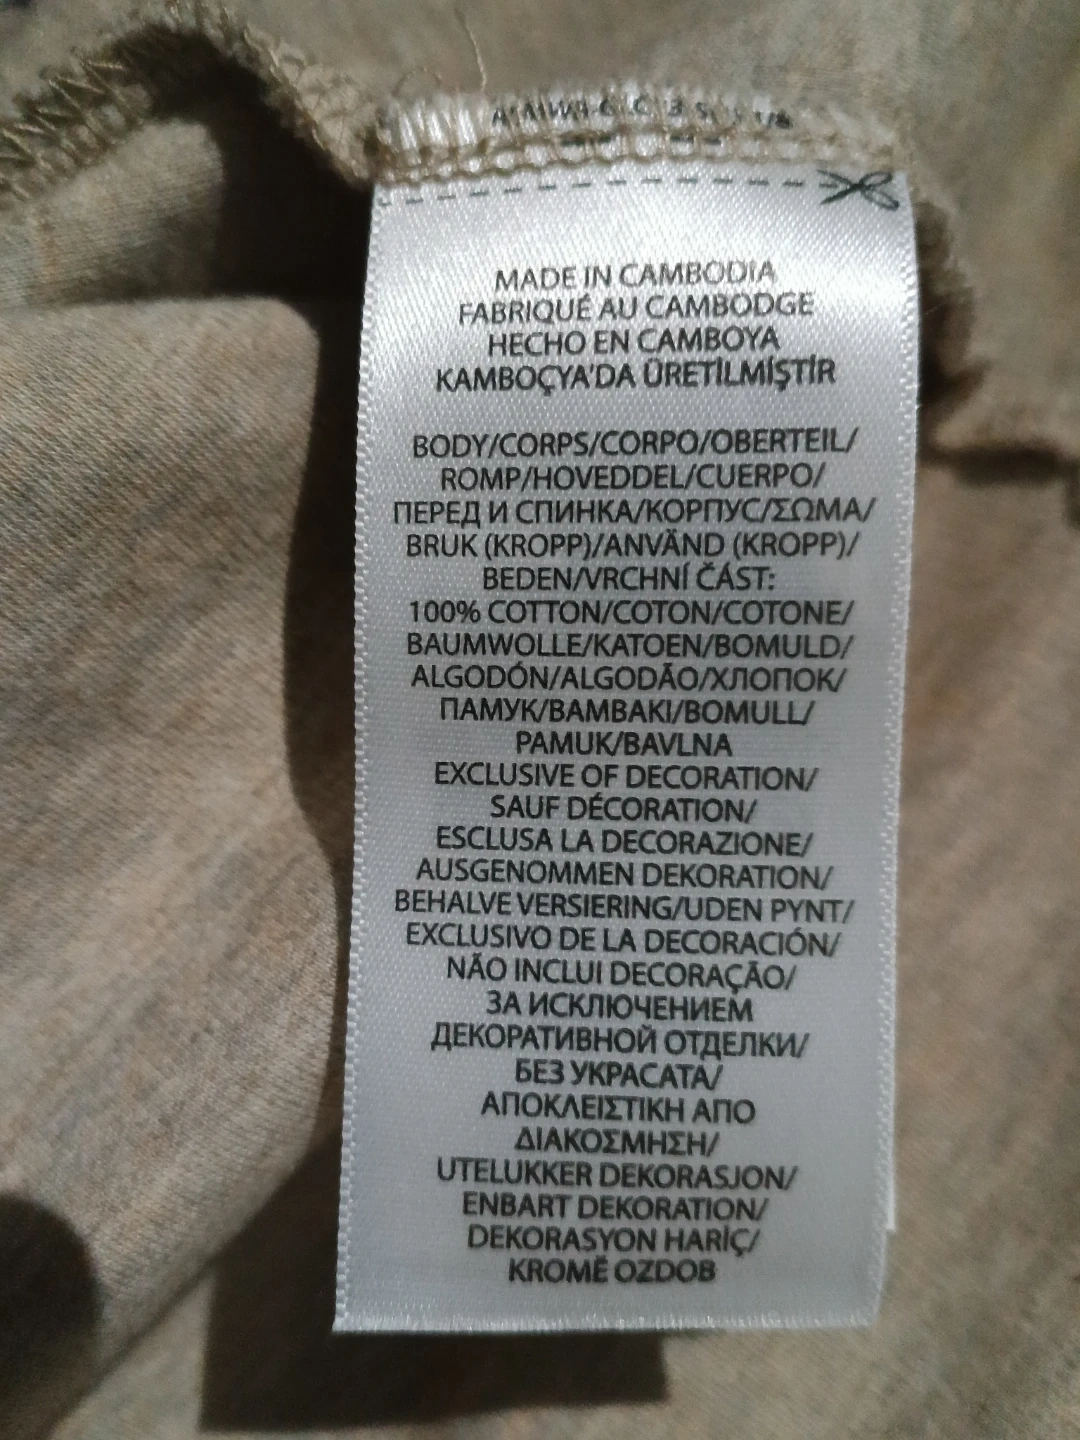 MADE IN CAMBODIA
FABRIQUÉ AU CAMBODGE
HECHO EN CAMBOYA
KAMBOÇYA'DA ÜRETİLMİŞTİR
BODY/CORPS/CORPO/OBERTEIL/
ROMP/HOVEDDEL/CUERPO/
ПЕРЕД И СПИНКА/КОРПУС/ΣΩΜΑ/
BRUK (KROPP)/ANVÄND (KROPP)/
BEDEN/VRCHNÍ ČÁST:
100% COTTON/COTON/COTONE/
BAUMWOLLE/KATOEN/BOMULD/
ALGODÓN/ALGODÃO/ХЛОПОК/
ПАМУК/BAMBAKI/BOMULL/
PAMUK/BAVLNA
EXCLUSIVE OF DECORATION/
SAUF DÉCORATION/
ESCLUSA LA DECORAZIONE/
AUSGENOMMEN DEKORATION/
BEHALVE VERSIERING/UDEN PYNT/
EXCLUSIVO DE LA DECORACIÓN/
NÃO INCLUI DECORAÇÃO/
ЗА ИСКЛЮЧЕНИЕМ
ДЕКОРАТИВНОЙ ОТДЕЛКИ/
БЕЗ УКРАСАТА/
ΑΠΟΚΛΕΙΣΤΙΚΗ ΑΠΟ
ΔΙΑΚΟΣΜΗΣΗ/
UTELUKKER DEKORASJON/
ENBART DEKORATION/
DEKORASYON HARİÇ/
KROMĚ OZDOB